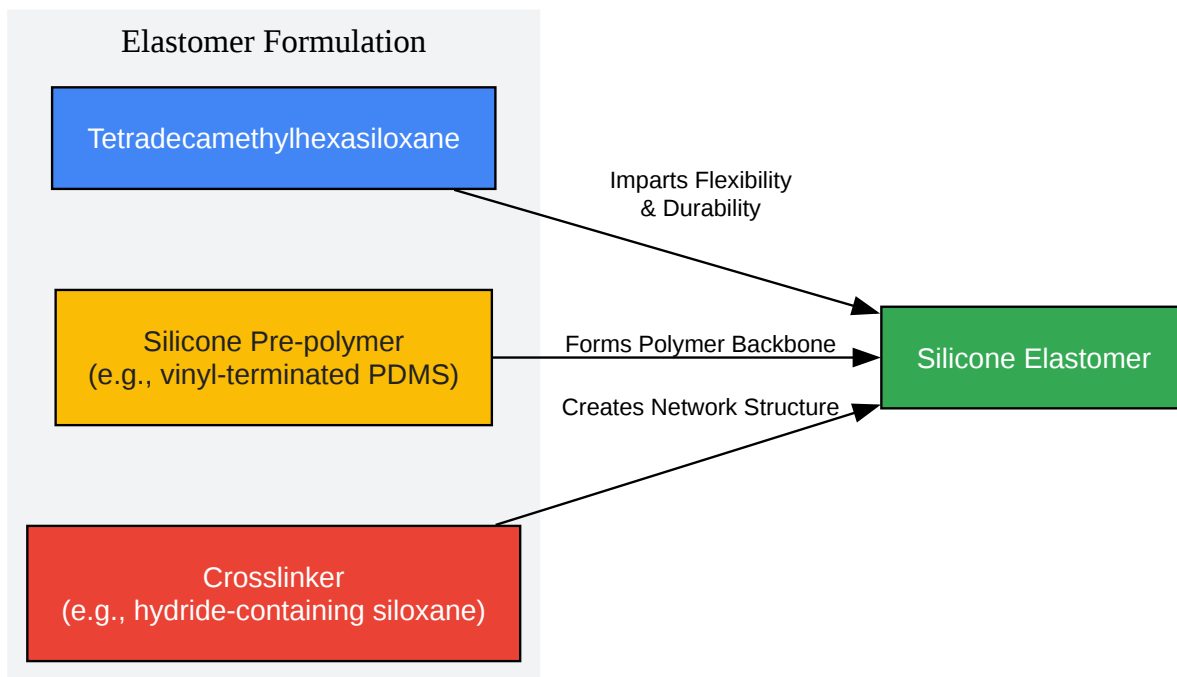 Elastomer Formulation
Tetradecamethylhexasiloxane
Imparts Flexibility
& Durability
Silicone Pre-polymer
(e.g., vinyl-terminated PDMS)
Forms Polymer Backbone
Silicone Elastomer
Creates Network Structure
Crosslinker
(e.g., hydride-containing siloxane)